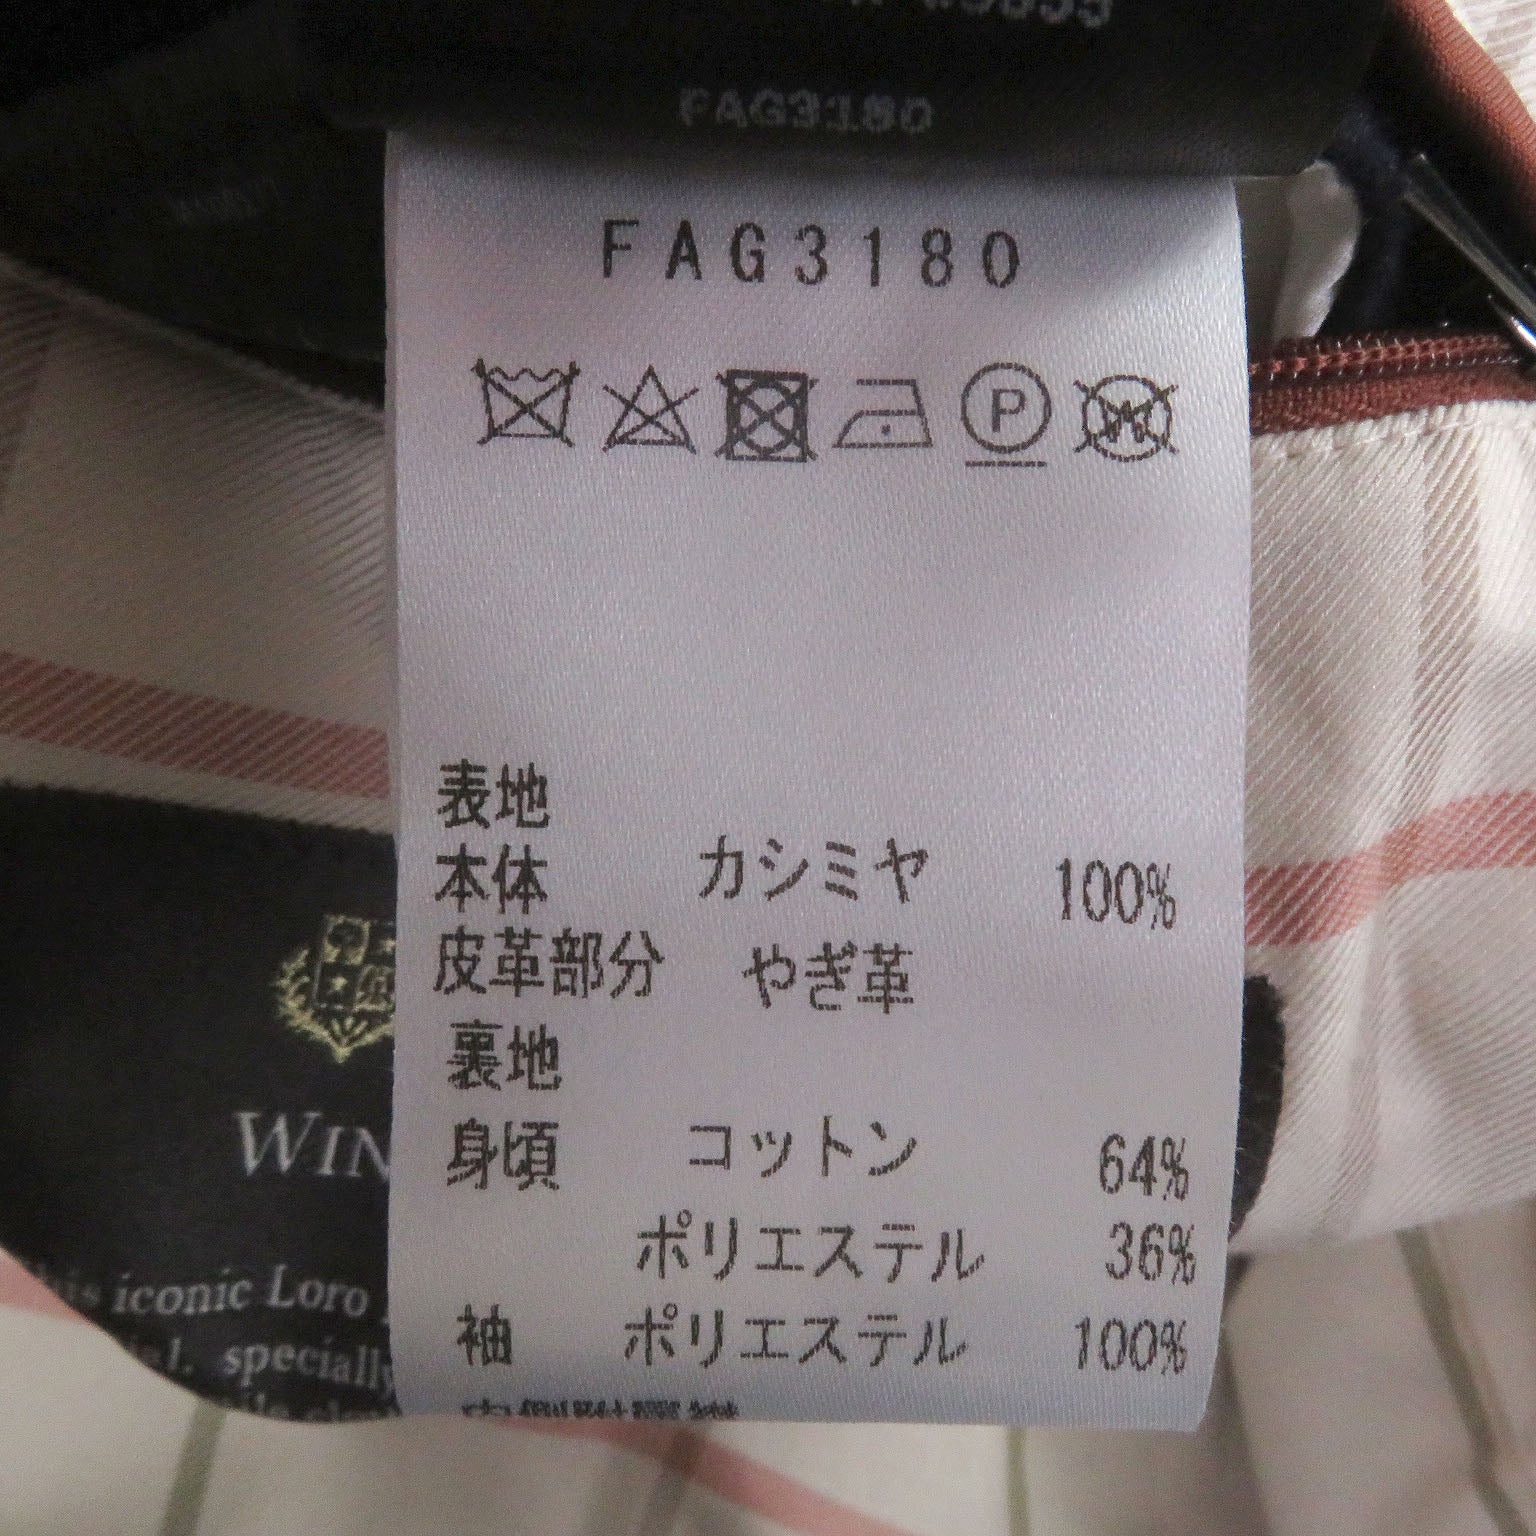 FAG3180
FAG3180
P
表地
本体 カシミヤ 100%
皮革部分 やぎ革
裏地
身頃 コットン 64%
ポリエステル 36%
袖 ポリエステル 100%
WIN
iconic Loro
specially